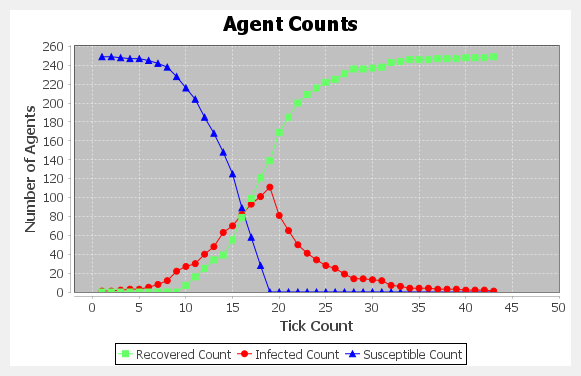 Agent Counts
260
240
220
200
180
160
140
120
100
80
60
40
20
0
Number of Agents
0 5 10 15 20 25 30 35 40 45 50
Tick Count
Recovered Count Infected Count Susceptible Count